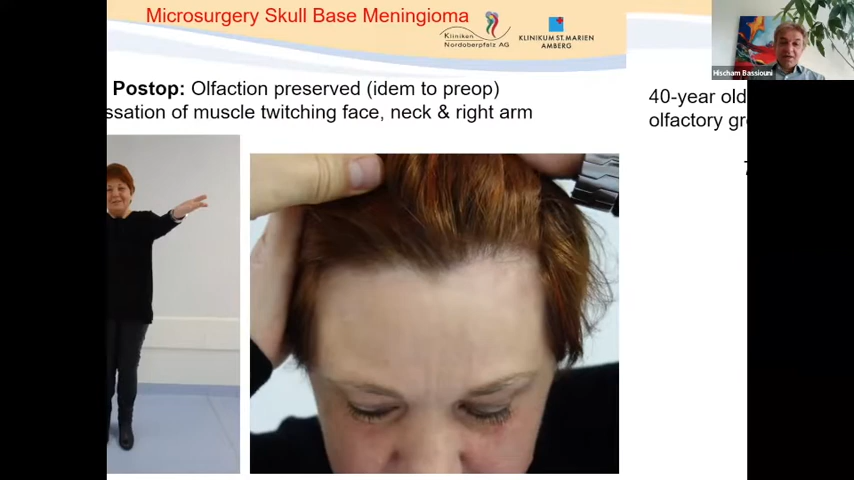 Microsurgery Skull Base Meningioma
Kliniken
Nordoberpfalz AG
KLINIKUM ST. MARIEN
AMBERG
Hischam Bassiouni
Postop: Olfaction preserved (idem to preop)
ssation of muscle twitching face, neck & right arm
40-year old
olfactory gr